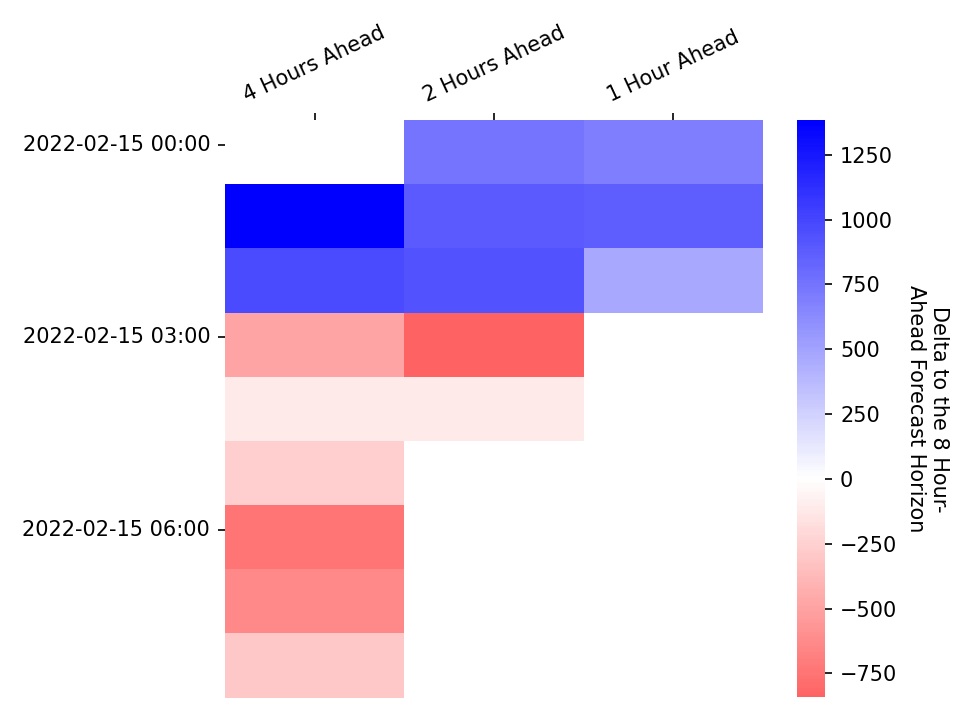 4 Hours Ahead
2 Hours Ahead
1 Hour Ahead
2022-02-15 00:00
2022-02-15 03:00
2022-02-15 06:00
1250
1000
750
500
250
0
−250
−500
−750
Delta to the 8 Hour-
Ahead Forecast Horizon